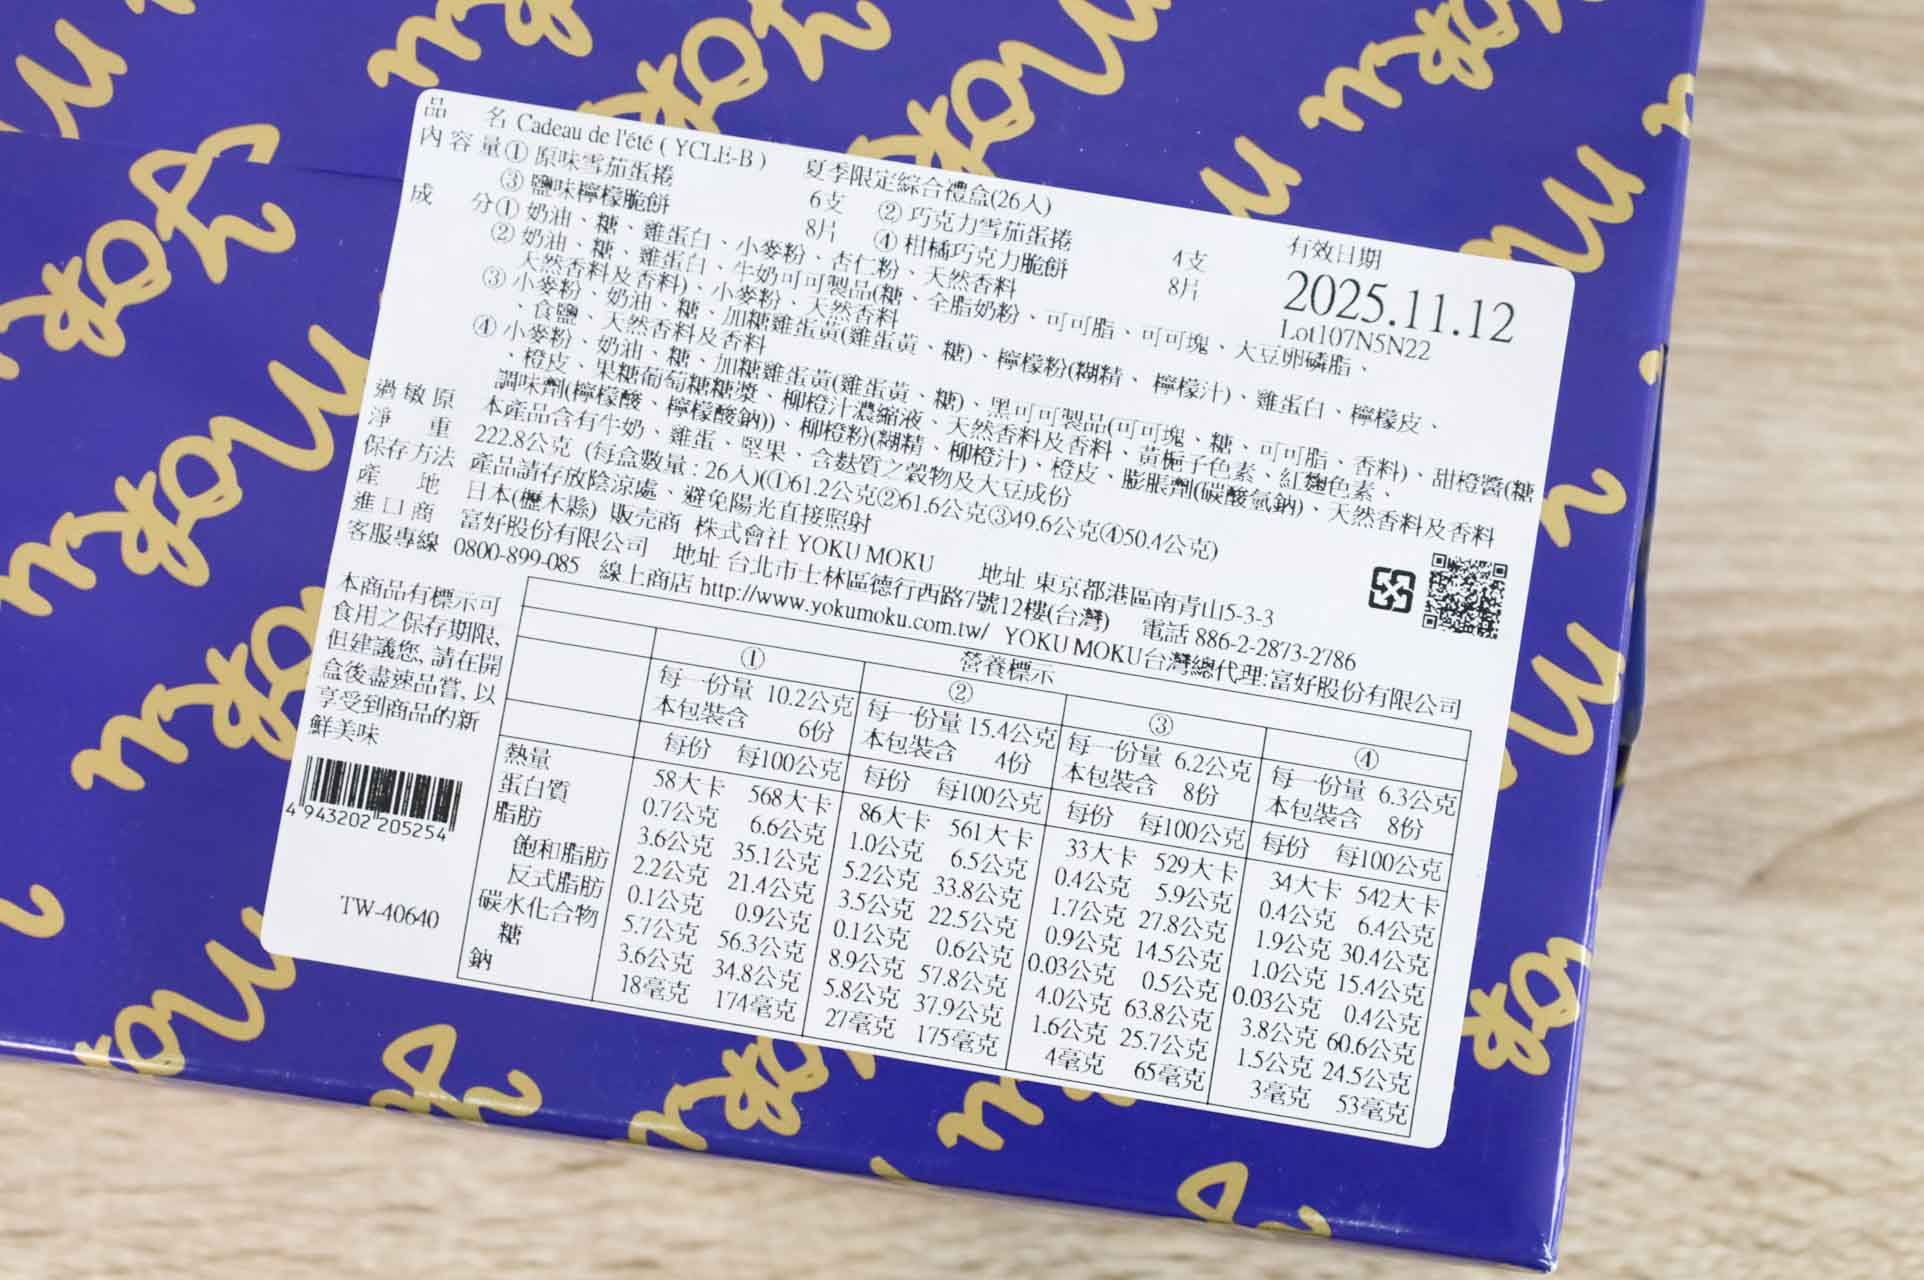 品 名 Cadeau de l'été ( YCLE-B ) 夏季限定綜合禮盒(26入)
內容量① 原味雪茄蛋捲 6支 ② 巧克力雪茄蛋捲 4支
③ 鹽味檸檬脆餅 8片 ④ 柑橘巧克力脆餅 8片
有效日期
2025.11.12
Lot107N5N22
成 分① 奶油、糖、雞蛋白、小麥粉、杏仁粉、天然香料
② 奶油、糖、雞蛋白、牛奶可可製品(糖、全脂奶粉、可可脂、可可塊、大豆卵磷脂、
天然香料及香料)、小麥粉、天然香料
③ 小麥粉、奶油、糖、加糖雞蛋黃(雞蛋黃、糖)、檸檬粉(糊精、檸檬汁)、雞蛋白、檸檬皮、
、食鹽、天然香料及香料
④ 小麥粉、奶油、糖、加糖雞蛋黃(雞蛋黃、糖)、黑可可製品(可可塊、糖、可可脂、香料)、甜橙醬(糖
、橙皮、果糖葡萄糖糖漿、柳橙汁濃縮液、天然香料及香料、黃梔子色素、紅麴色素、
調味劑(檸檬酸、檸檬酸鈉))、柳橙粉(糊精、柳橙汁)、橙皮、膨脹劑(碳酸氫鈉)、天然香料及香料
過敏原 本產品含有牛奶、雞蛋、堅果、含麩質之穀物及大豆成份
淨 重 222.8公克 (每盒數量 : 26入)(①61.2公克②61.6公克③49.6公克④50.4公克)
保存方法 產品請存放陰涼處、避免陽光直接照射
產 地 日本(櫪木縣) 販売商 株式會社 YOKU MOKU 地址 東京都港區南青山5-3-3
進口商 富好股份有限公司 地址 台北市士林區德行西路7號12樓(台灣) 電話 886-2-2873-2786
客服專線 0800-899-085 線上商店 http://www.yokumoku.com.tw/ YOKU MOKU台灣總代理:富好股份有限公司
本商品有標示可
食用之保存期限,
但建議您, 請在開
盒後盡速品嘗, 以
享受到商品的新
鮮美味
4 943202 205254
TW-40640
營養標示
① ② ③ ④
每一份量 10.2公克 每一份量 15.4公克 每一份量 6.2公克 每一份量 6.3公克
本包裝含 6份 本包裝含 4份 本包裝含 8份 本包裝含 8份
每份 每100公克 每份 每100公克 每份 每100公克 每份 每100公克
熱量 58大卡 568大卡 86大卡 561大卡 33大卡 529大卡 34大卡 542大卡
蛋白質 0.7公克 6.6公克 1.0公克 6.5公克 0.4公克 5.9公克 0.4公克 6.4公克
脂肪 3.6公克 35.1公克 5.2公克 33.8公克 1.7公克 27.8公克 1.9公克 30.4公克
飽和脂肪 2.2公克 21.4公克 3.5公克 22.5公克 0.9公克 14.5公克 1.0公克 15.4公克
反式脂肪 0.1公克 0.9公克 0.1公克 0.6公克 0.03公克 0.5公克 0.03公克 0.4公克
碳水化合物 5.7公克 56.3公克 8.9公克 57.8公克 4.0公克 63.8公克 3.8公克 60.6公克
糖 3.6公克 34.8公克 5.8公克 37.9公克 1.6公克 25.7公克 1.5公克 24.5公克
鈉 18毫克 174毫克 27毫克 175毫克 4毫克 65毫克 3毫克 53毫克